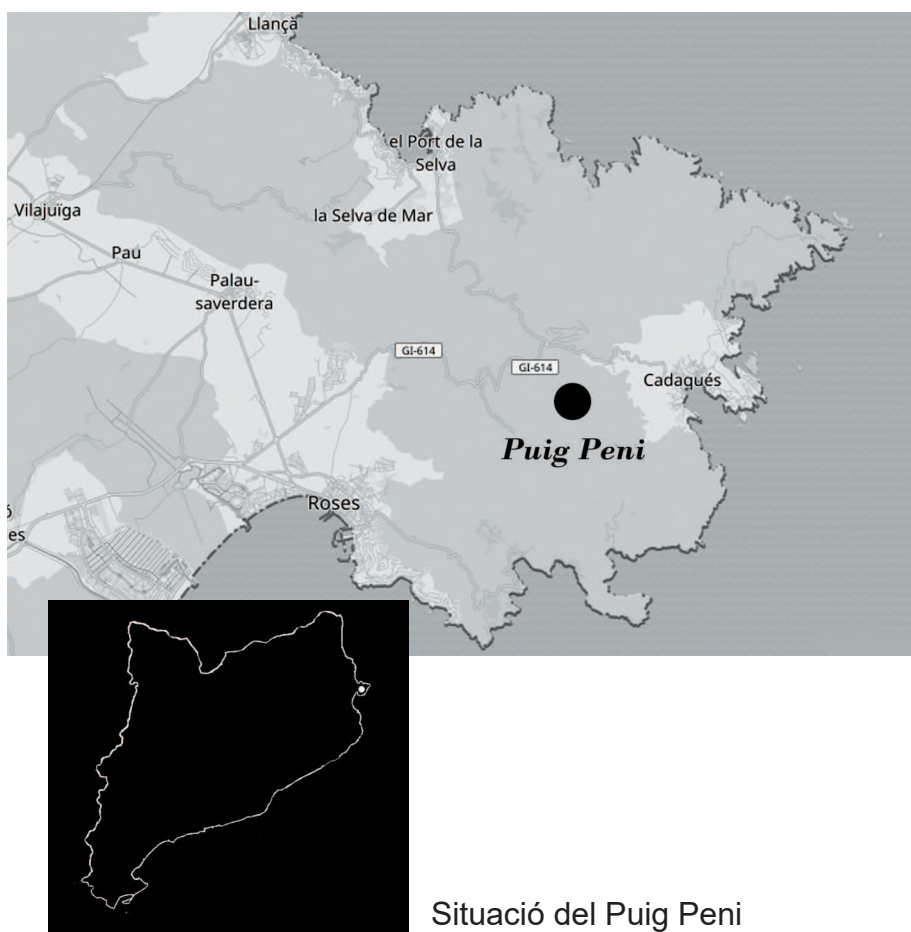 Llançà
el Port de la
Selva
Vilajuïga
la Selva de Mar
Pau
Palau-
saverdera
GI-614
GI-614
Cadaqués
Puig Peni
Roses
ó
es
Situació del Puig Peni